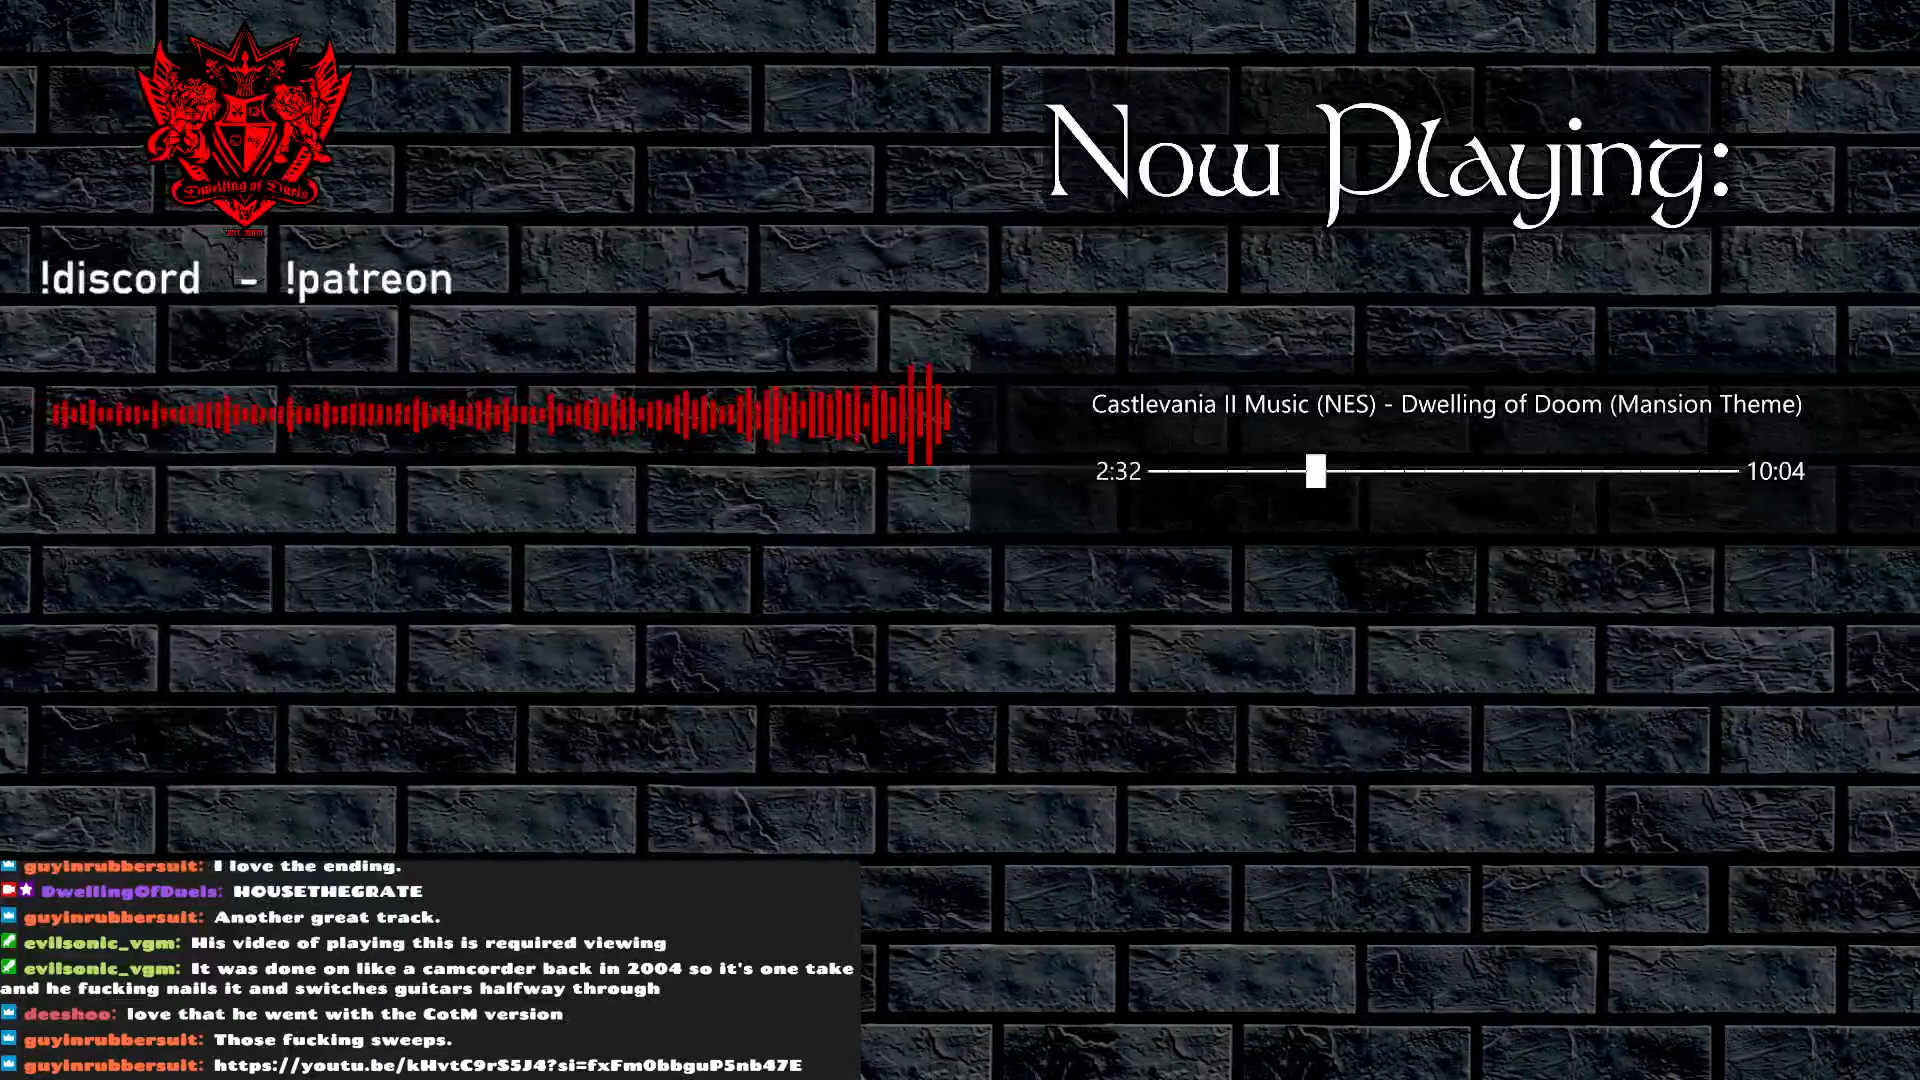 Dwelling of Duels
Now Playing:
!discord - !patreon
Castlevania II Music (NES) - Dwelling of Doom (Mansion Theme)
2:32 10:04
guyinrubbersuit: I love the ending.
DwellingOfDuels: HOUSETHEGRATE
guyinrubbersuit: Another great track.
evilsonic_vgm: His video of playing this is required viewing
evilsonic_vgm: It was done on like a camcorder back in 2004 so it's one take
and he fucking nails it and switches guitars halfway through
deeshoo: love that he went with the CotM version
guyinrubbersuit: Those fucking sweeps.
guyinrubbersuit: https://youtu.be/kHvtC9rS5J4?si=fxFm0bbguP5nb47E